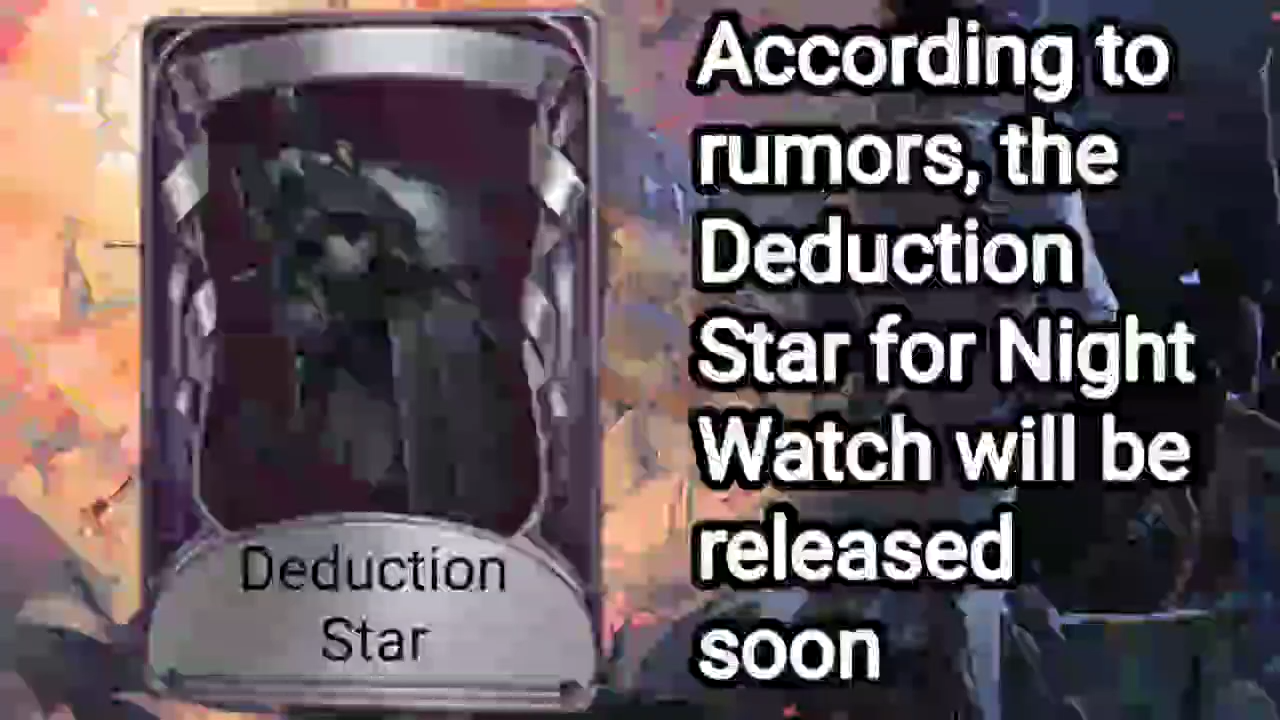 Deduction
Star
According to
rumors, the
Deduction
Star for Night
Watch will be
released
soon